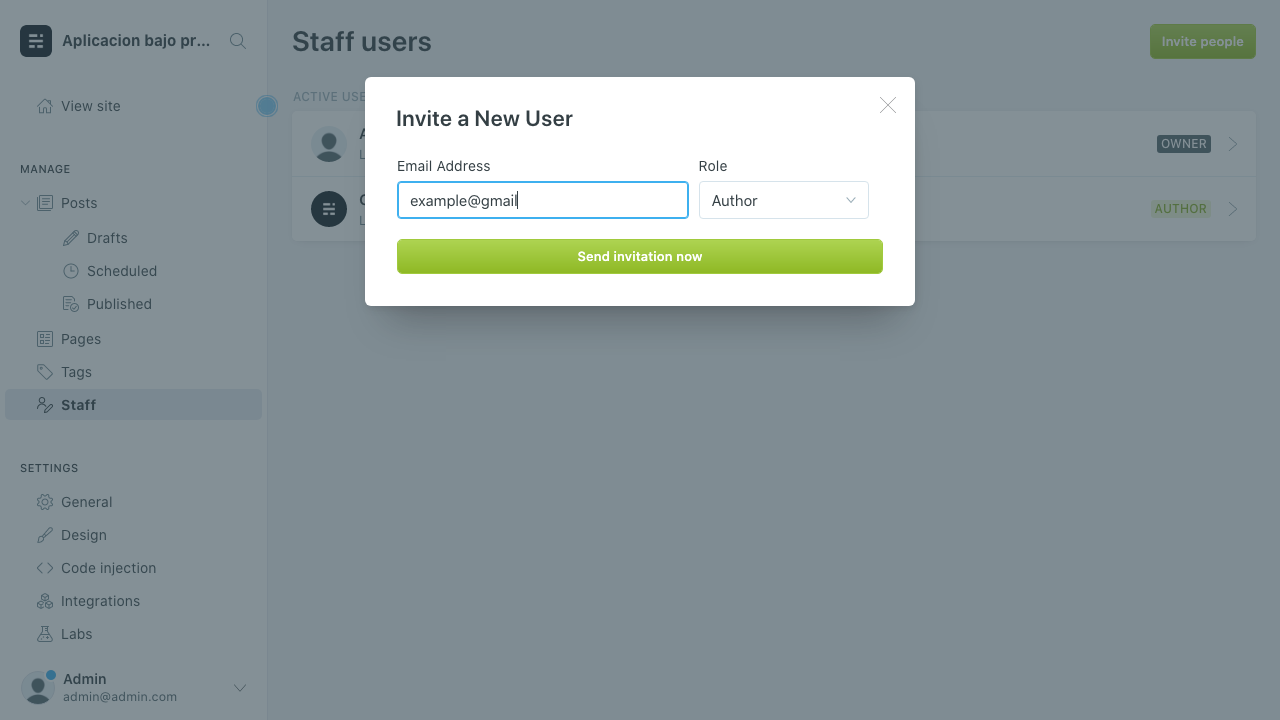 Aplicacion bajo pr...
View site
MANAGE
Posts
Drafts
Scheduled
Published
Pages
Tags
Staff
SETTINGS
General
Design
Code injection
Integrations
Labs
Admin
admin@admin.com
Staff users
Invite people
ACTIVE USE
OWNER
AUTHOR
Invite a New User
Email Address
Role
example@gmail
Author
Send invitation now